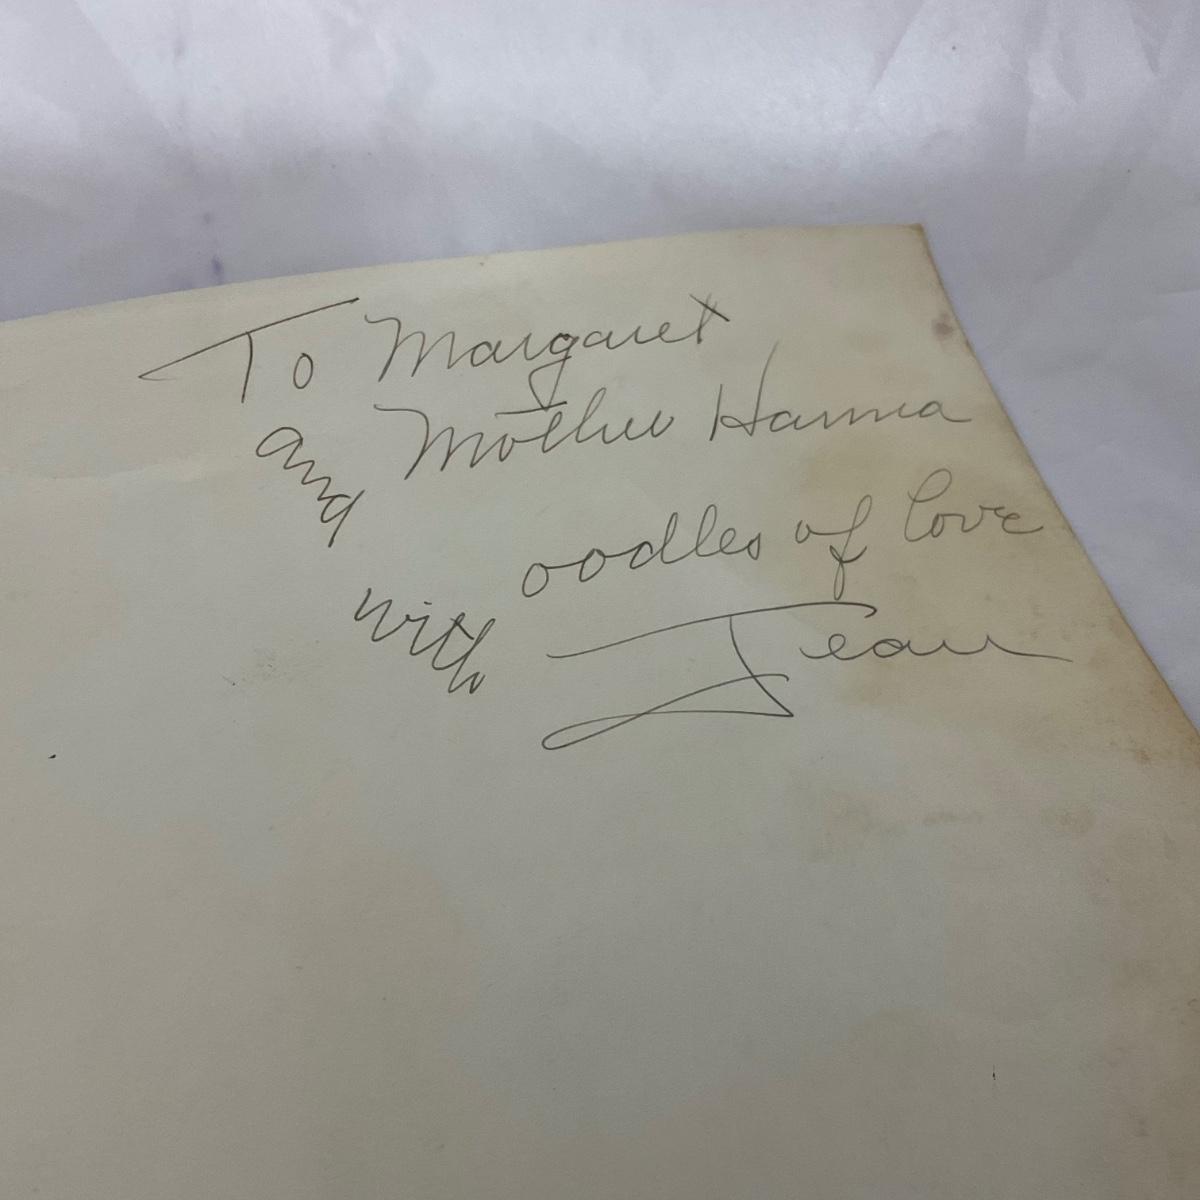 To Margaret
and Mother Hanna
with oodles of love
Jean